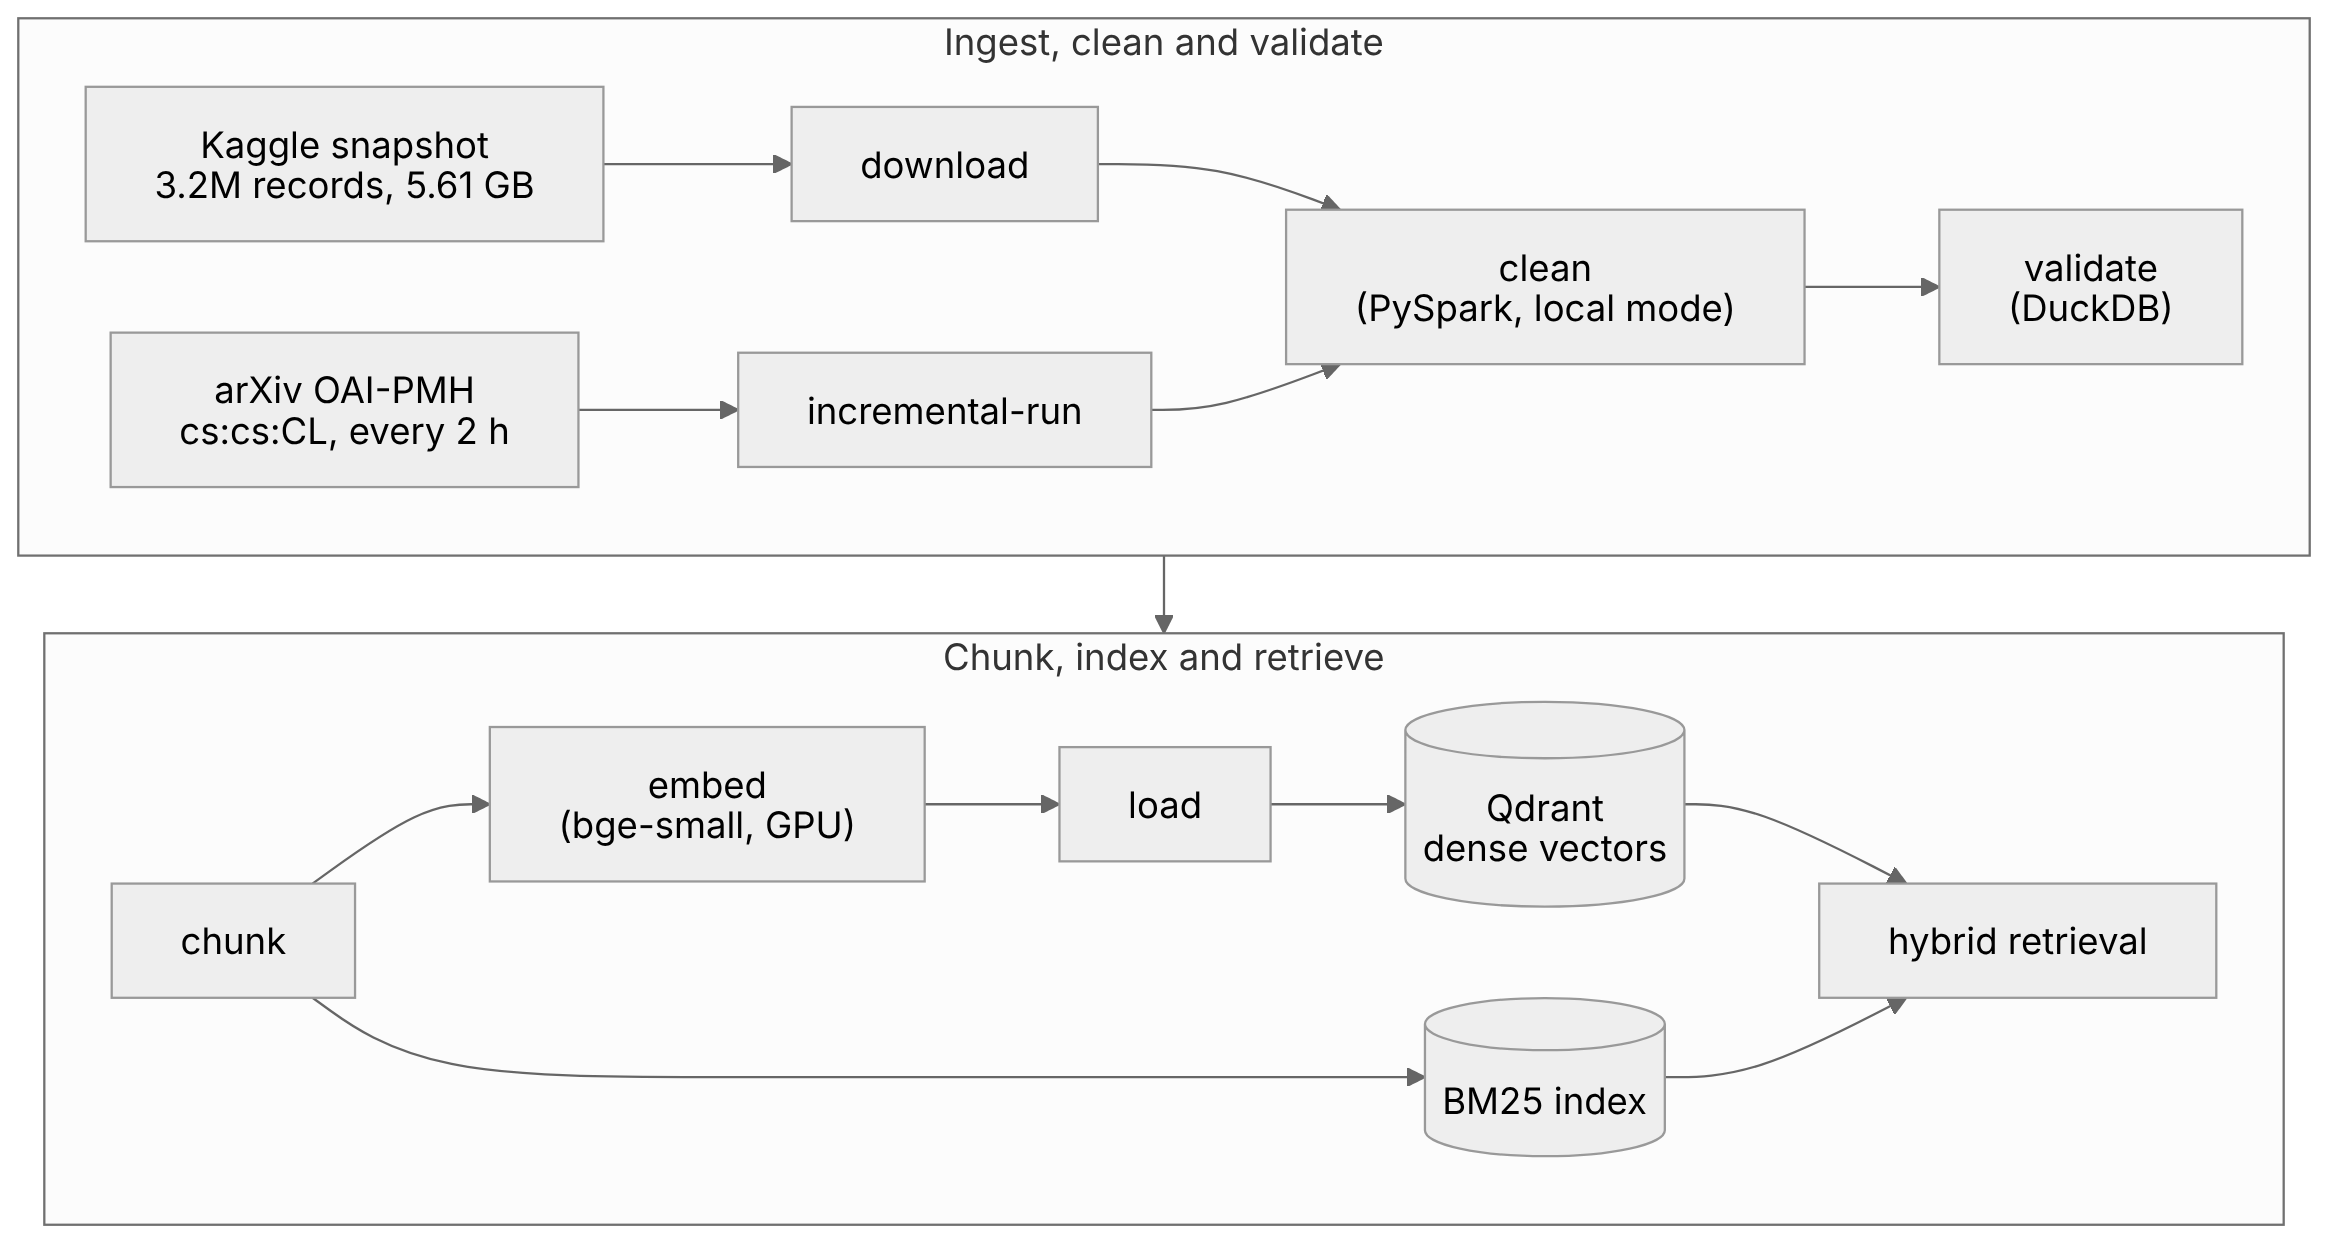 Ingest, clean and validate
Kaggle snapshot
3.2M records, 5.61 GB
download
clean
(PySpark, local mode)
validate
(DuckDB)
arXiv OAI-PMH
cs:cs:CL, every 2 h
incremental-run
Chunk, index and retrieve
embed
(bge-small, GPU)
load
Qdrant
dense vectors
chunk
hybrid retrieval
BM25 index